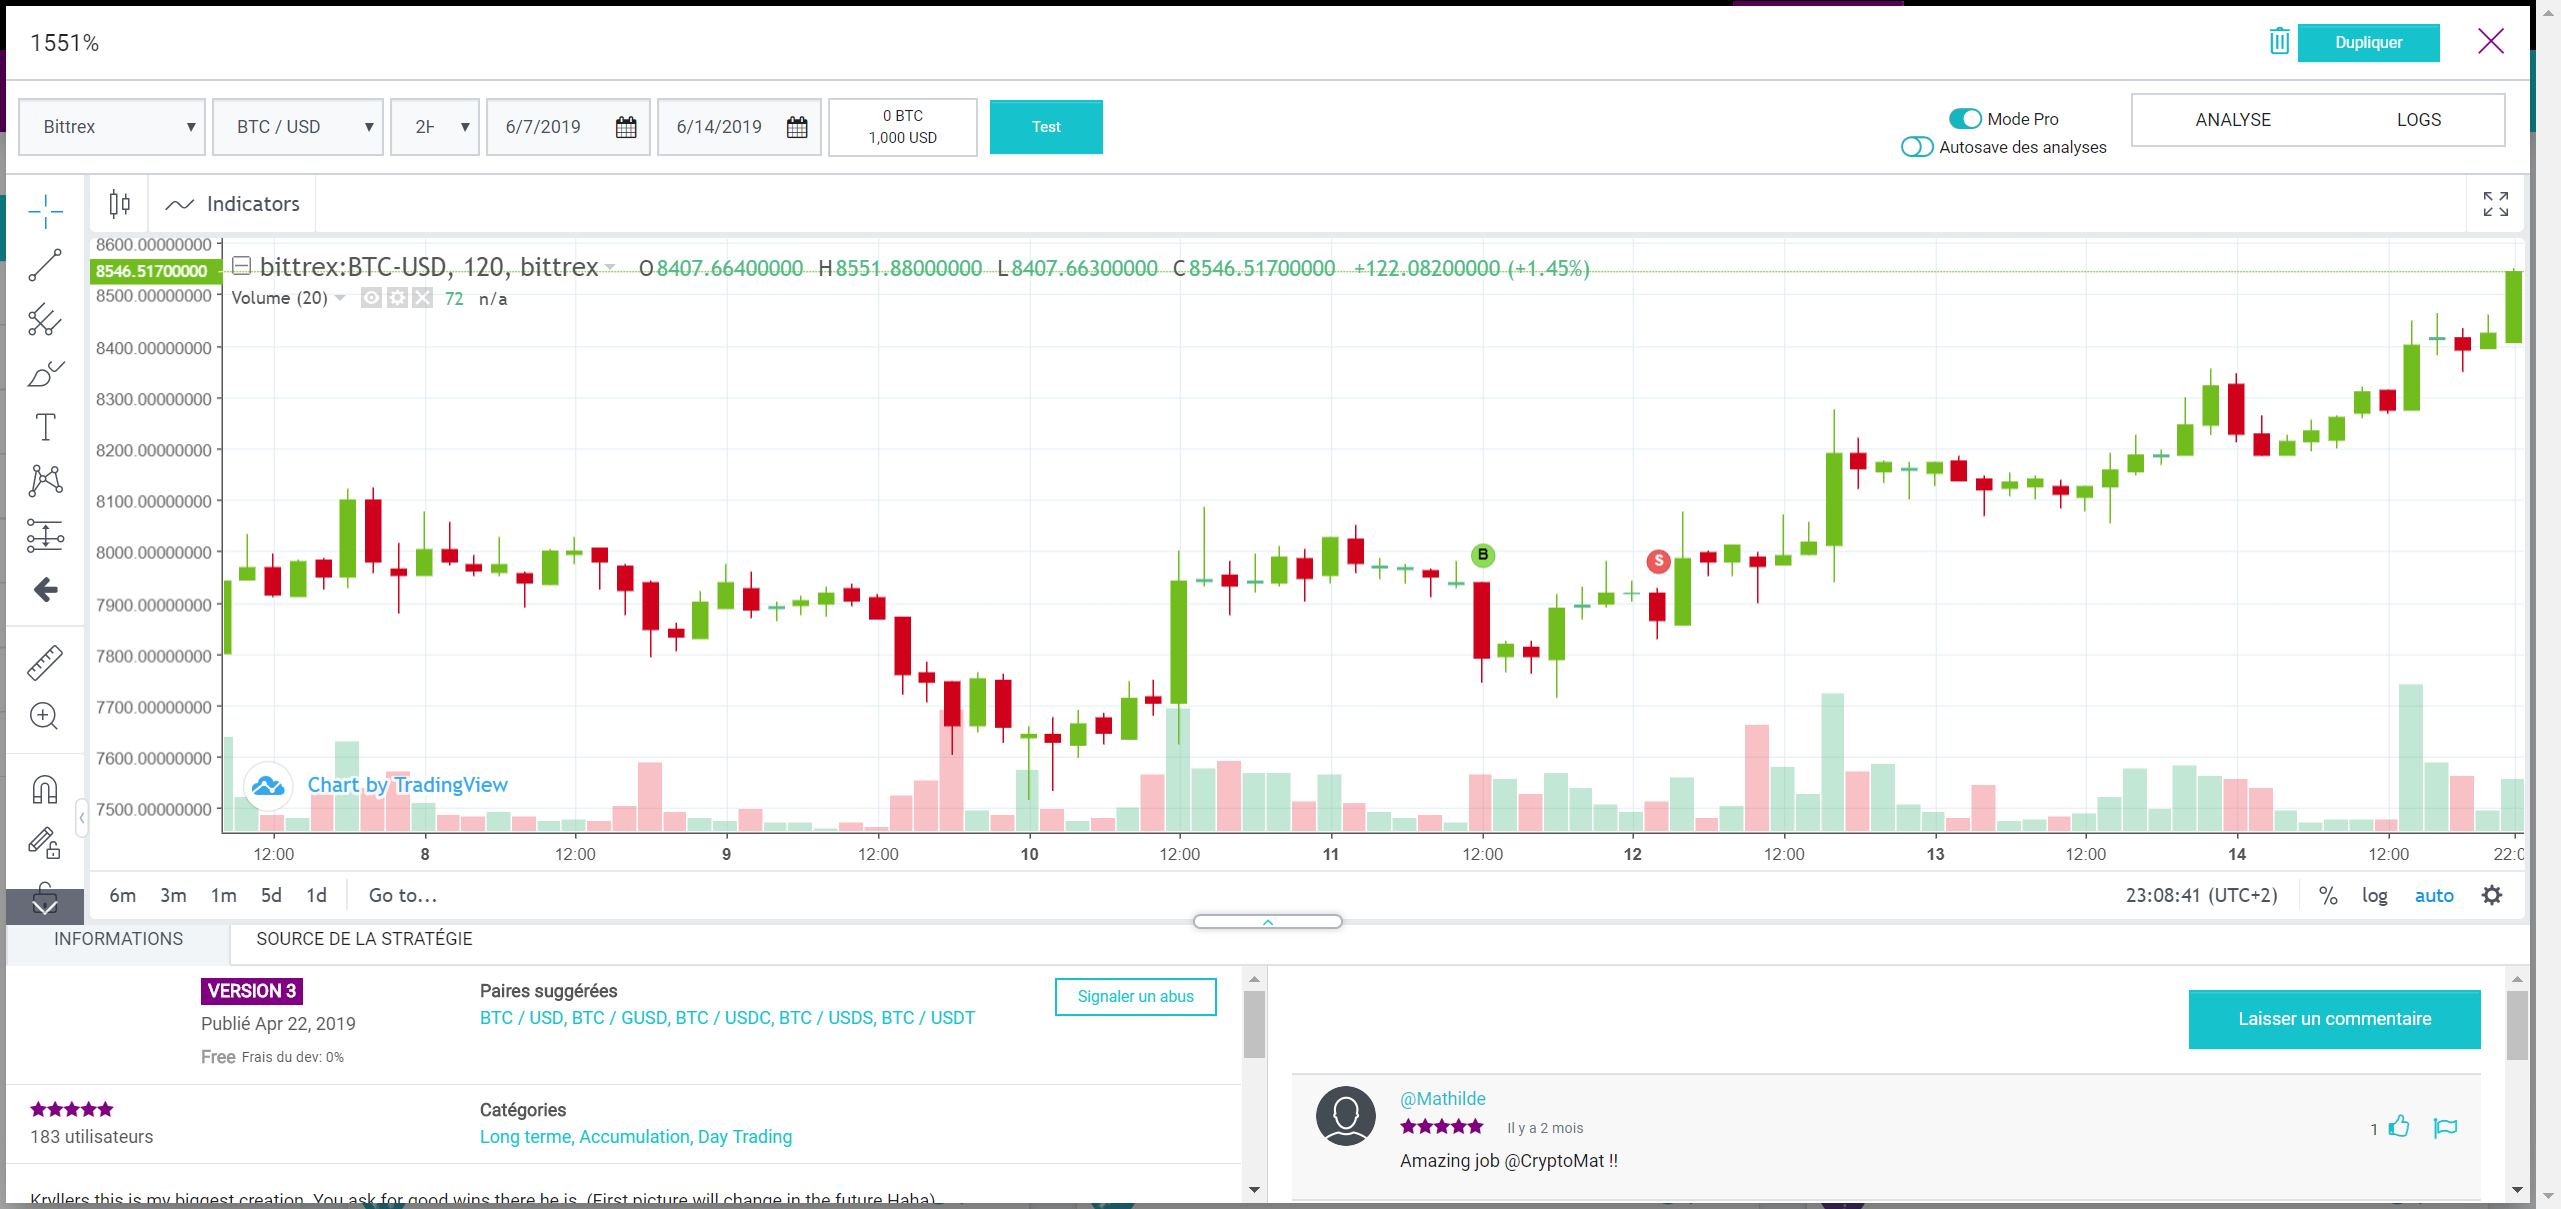 1551%
Dupliquer
Bittrex
BTC / USD
6/7/2019
6/14/2019
0 BTC
1,000 USD
Test
Mode Pro
Autosave des analyses
ANALYSE
LOGS
Indicators
8600.00000000
8546.51700000
8500.00000000
8400.00000000
8300.00000000
8200.00000000
8100.00000000
8000.00000000
7900.00000000
7800.00000000
7700.00000000
7600.00000000
7500.00000000
bittrex:BTC-USD, 120, bittrex O8407.66400000 H8551.88000000 L8407.66300000 C8546.51700000 +122.08200000 (+1.45%)
Volume (20) 72 n/a
B
S
Chart by TradingView
12:00 8 12:00 9 12:00 10 12:00 11 12:00 12 12:00 13 12:00 14 12:00
6m 3m 1m 5d 1d Go to...
23:08:41 (UTC+2) % log auto
INFORMATIONS
SOURCE DE LA STRATÉGIE
VERSION 3
Publié Apr 22, 2019
Free Frais du dev: 0%
Paires suggérées
BTC / USD, BTC / GUSD, BTC / USDC, BTC / USDS, BTC / USDT
Signaler un abus
183 utilisateurs
Catégories
Long terme, Accumulation, Day Trading
Kryllers this is my biggest creation. You ask for good wins there he is. (First picture will change in the future Haha)
Laisser un commentaire
@Mathilde
Il y a 2 mois
1
Amazing job @CryptoMat !!